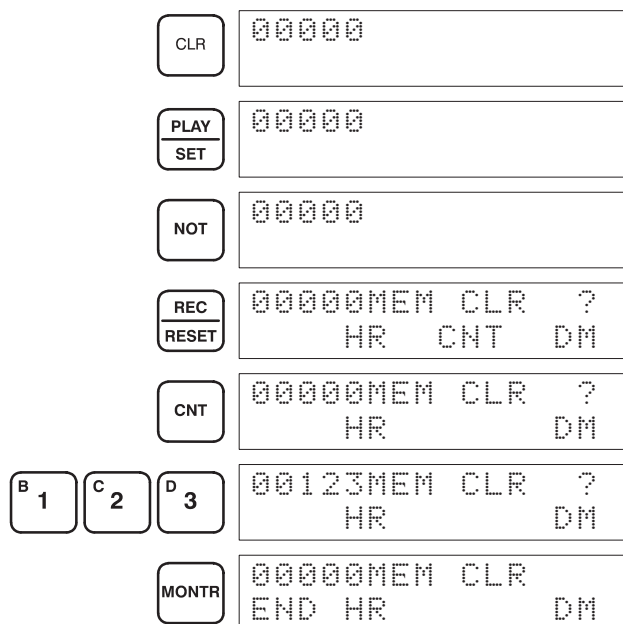 CLR 00000
PLAY SET 00000
NOT 00000
REC RESET 00000MEM CLR ?
HR CNT DM
CNT 00000MEM CLR ?
HR DM
B 1 C 2 D 3 00123MEM CLR ?
HR DM
MONTR 00000MEM CLR
END HR DM